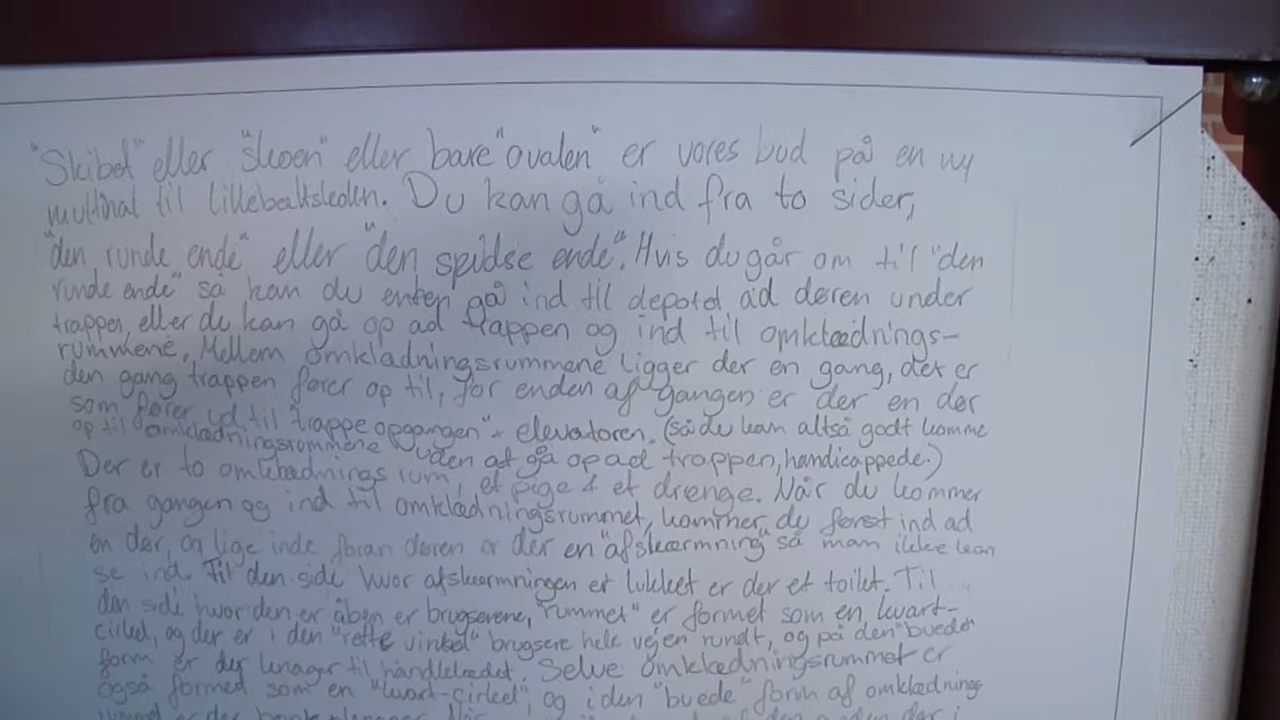 "Skibet" eller "skoen" eller bare "ovalen" er vores bud på en ny
multihal til Lillebæltskolen. Du kan gå ind fra to sider,
"den runde ende" eller "den spidse ende". Hvis du går om til "den
runde ende" så kan du enten gå ind til depotet ad døren under
trappen, eller du kan gå op ad trappen og ind til omklædnings-
rummene. Mellem omklædningsrummene ligger der en gang, det er
den gang trappen fører op til, for enden af gangen er der en dør
som fører ud til "trappeopgangen" + elevatoren. (så du kan altså godt komme
op til omklædningsrummene uden at gå op ad trappen, handicappede.)
Der er to omklædningsrum, et pige & et drenge. Når du kommer
fra gangen og ind til omklædningsrummet, kommer du først ind ad
en dør, og lige inde foran døren er der en "afskærmning" så man ikke kan
se ind. Til den side hvor afskærmningen er lukket er der et toilet. Til
den side hvor den er åben er bruserne, "rummet" er formet som en kvart-
cirkel, og der er i den "rette vinkel" brusere hele vejen rundt, og på den "buede"
form er der knager til håndklædet. Selve omklædningsrummet er
også formed som en "kvart-cirkel", og i den "buede" form af omklædnings